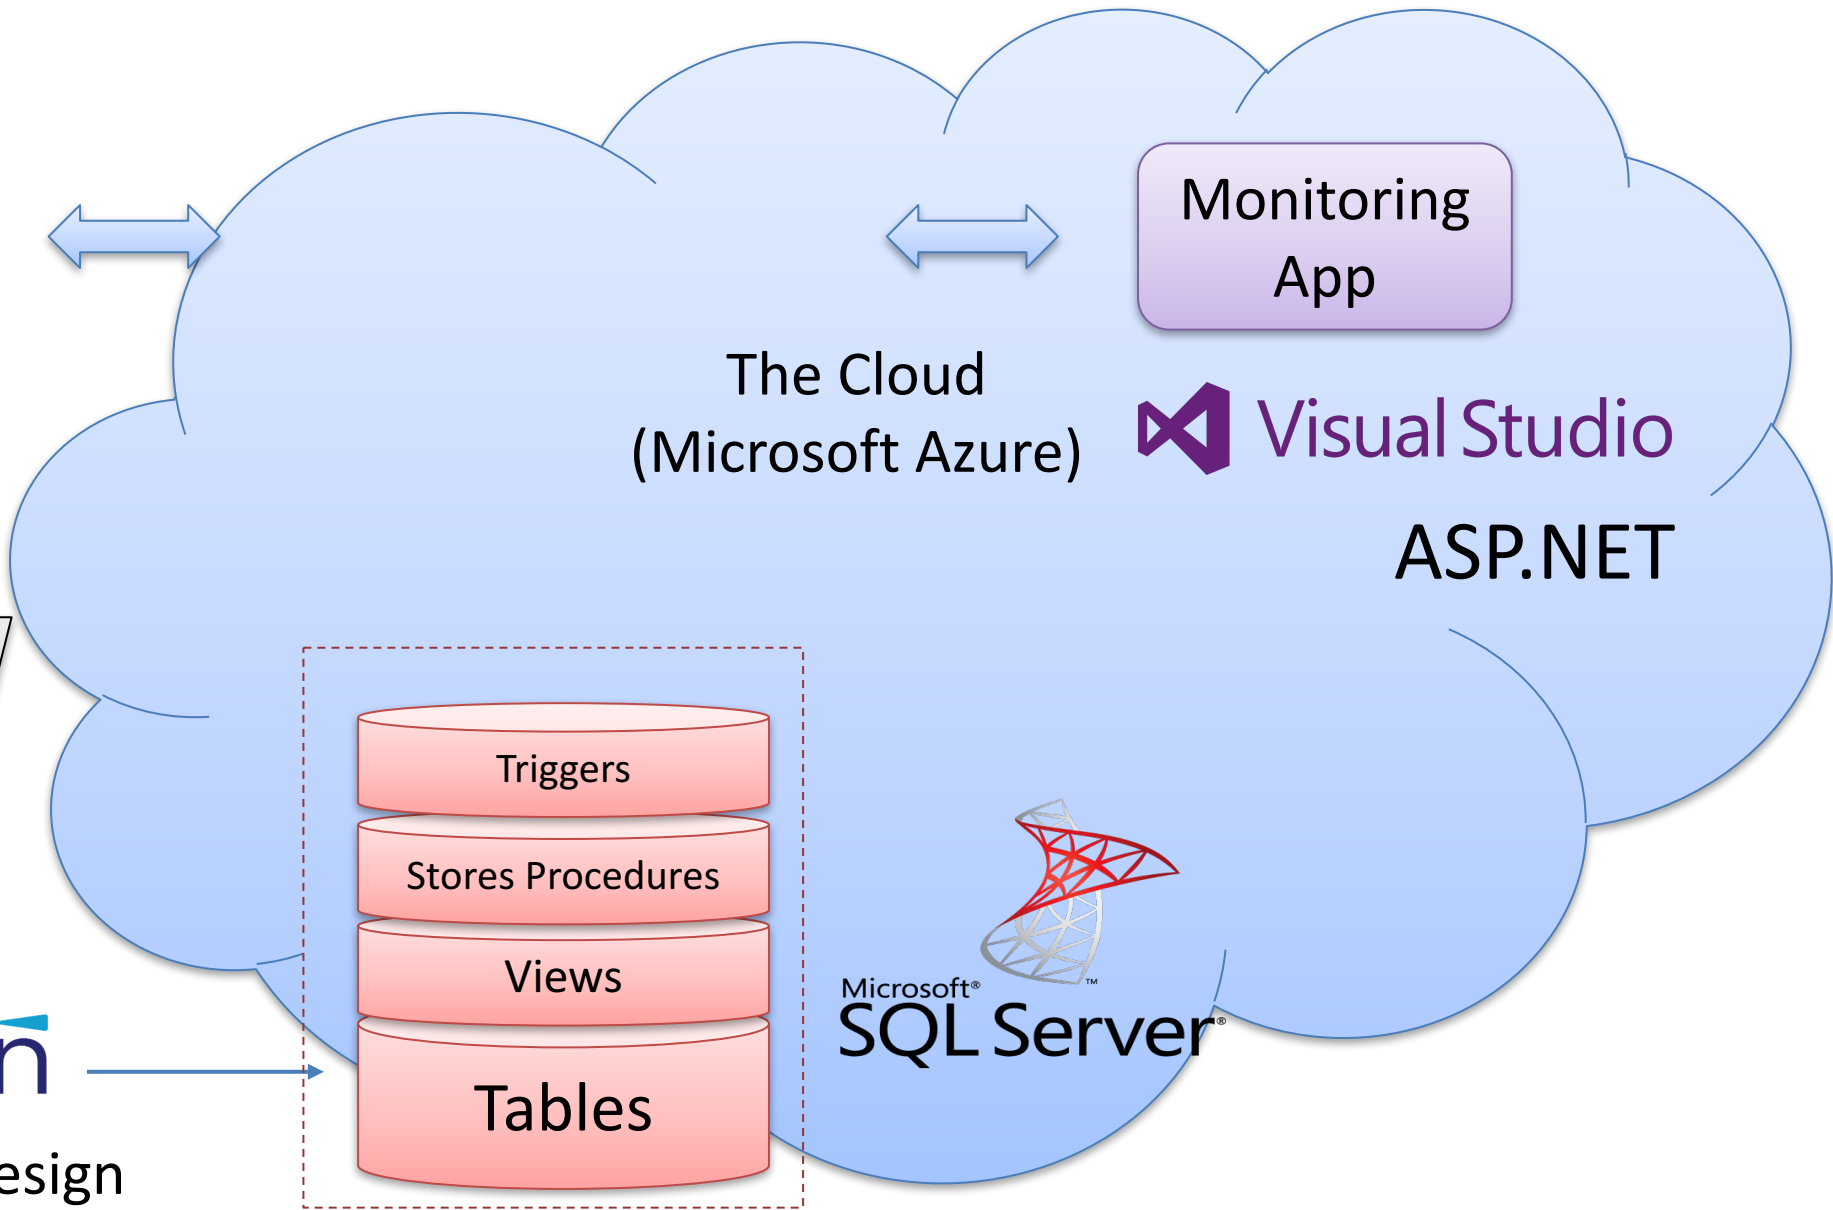 Monitoring
App
The Cloud
(Microsoft Azure)
Visual Studio
ASP.NET
Triggers
Stores Procedures
Views
Tables
Microsoft®
SQL Server®
™
n
esign